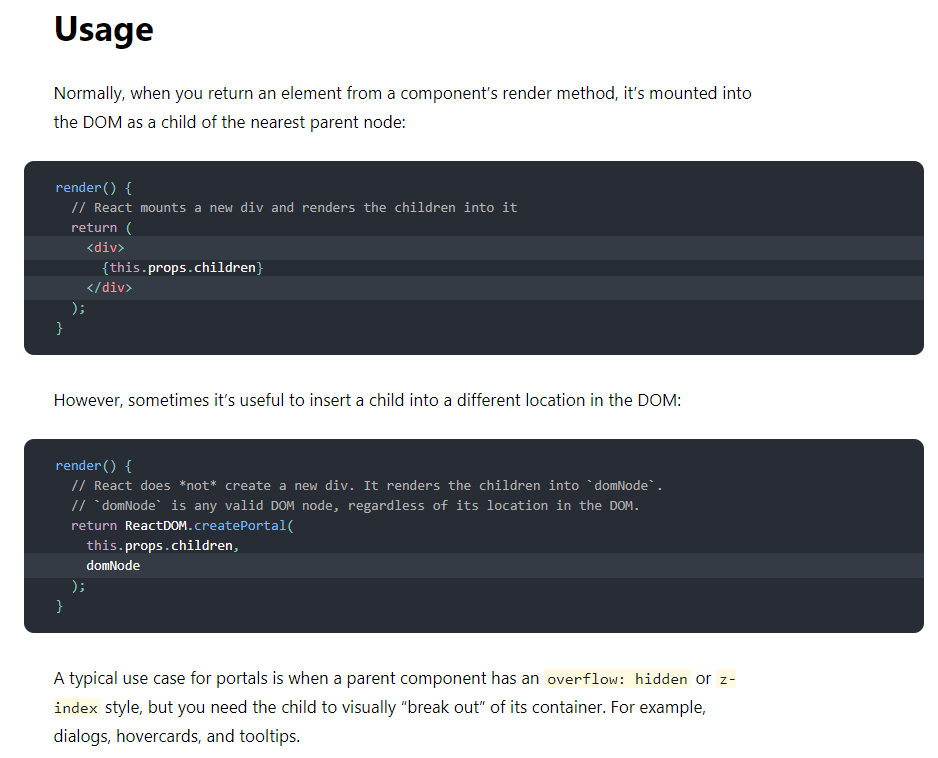 Usage
Normally, when you return an element from a component’s render method, it’s mounted into
the DOM as a child of the nearest parent node:
render() {
  // React mounts a new div and renders the children into it
  return (
    <div>
      {this.props.children}
    </div>
  );
}
However, sometimes it’s useful to insert a child into a different location in the DOM:
render() {
  // React does *not* create a new div. It renders the children into `domNode`.
  // `domNode` is any valid DOM node, regardless of its location in the DOM.
  return ReactDOM.createPortal(
    this.props.children,
    domNode
  );
}
A typical use case for portals is when a parent component has an overflow: hidden or z-
index style, but you need the child to visually “break out” of its container. For example,
dialogs, hovercards, and tooltips.